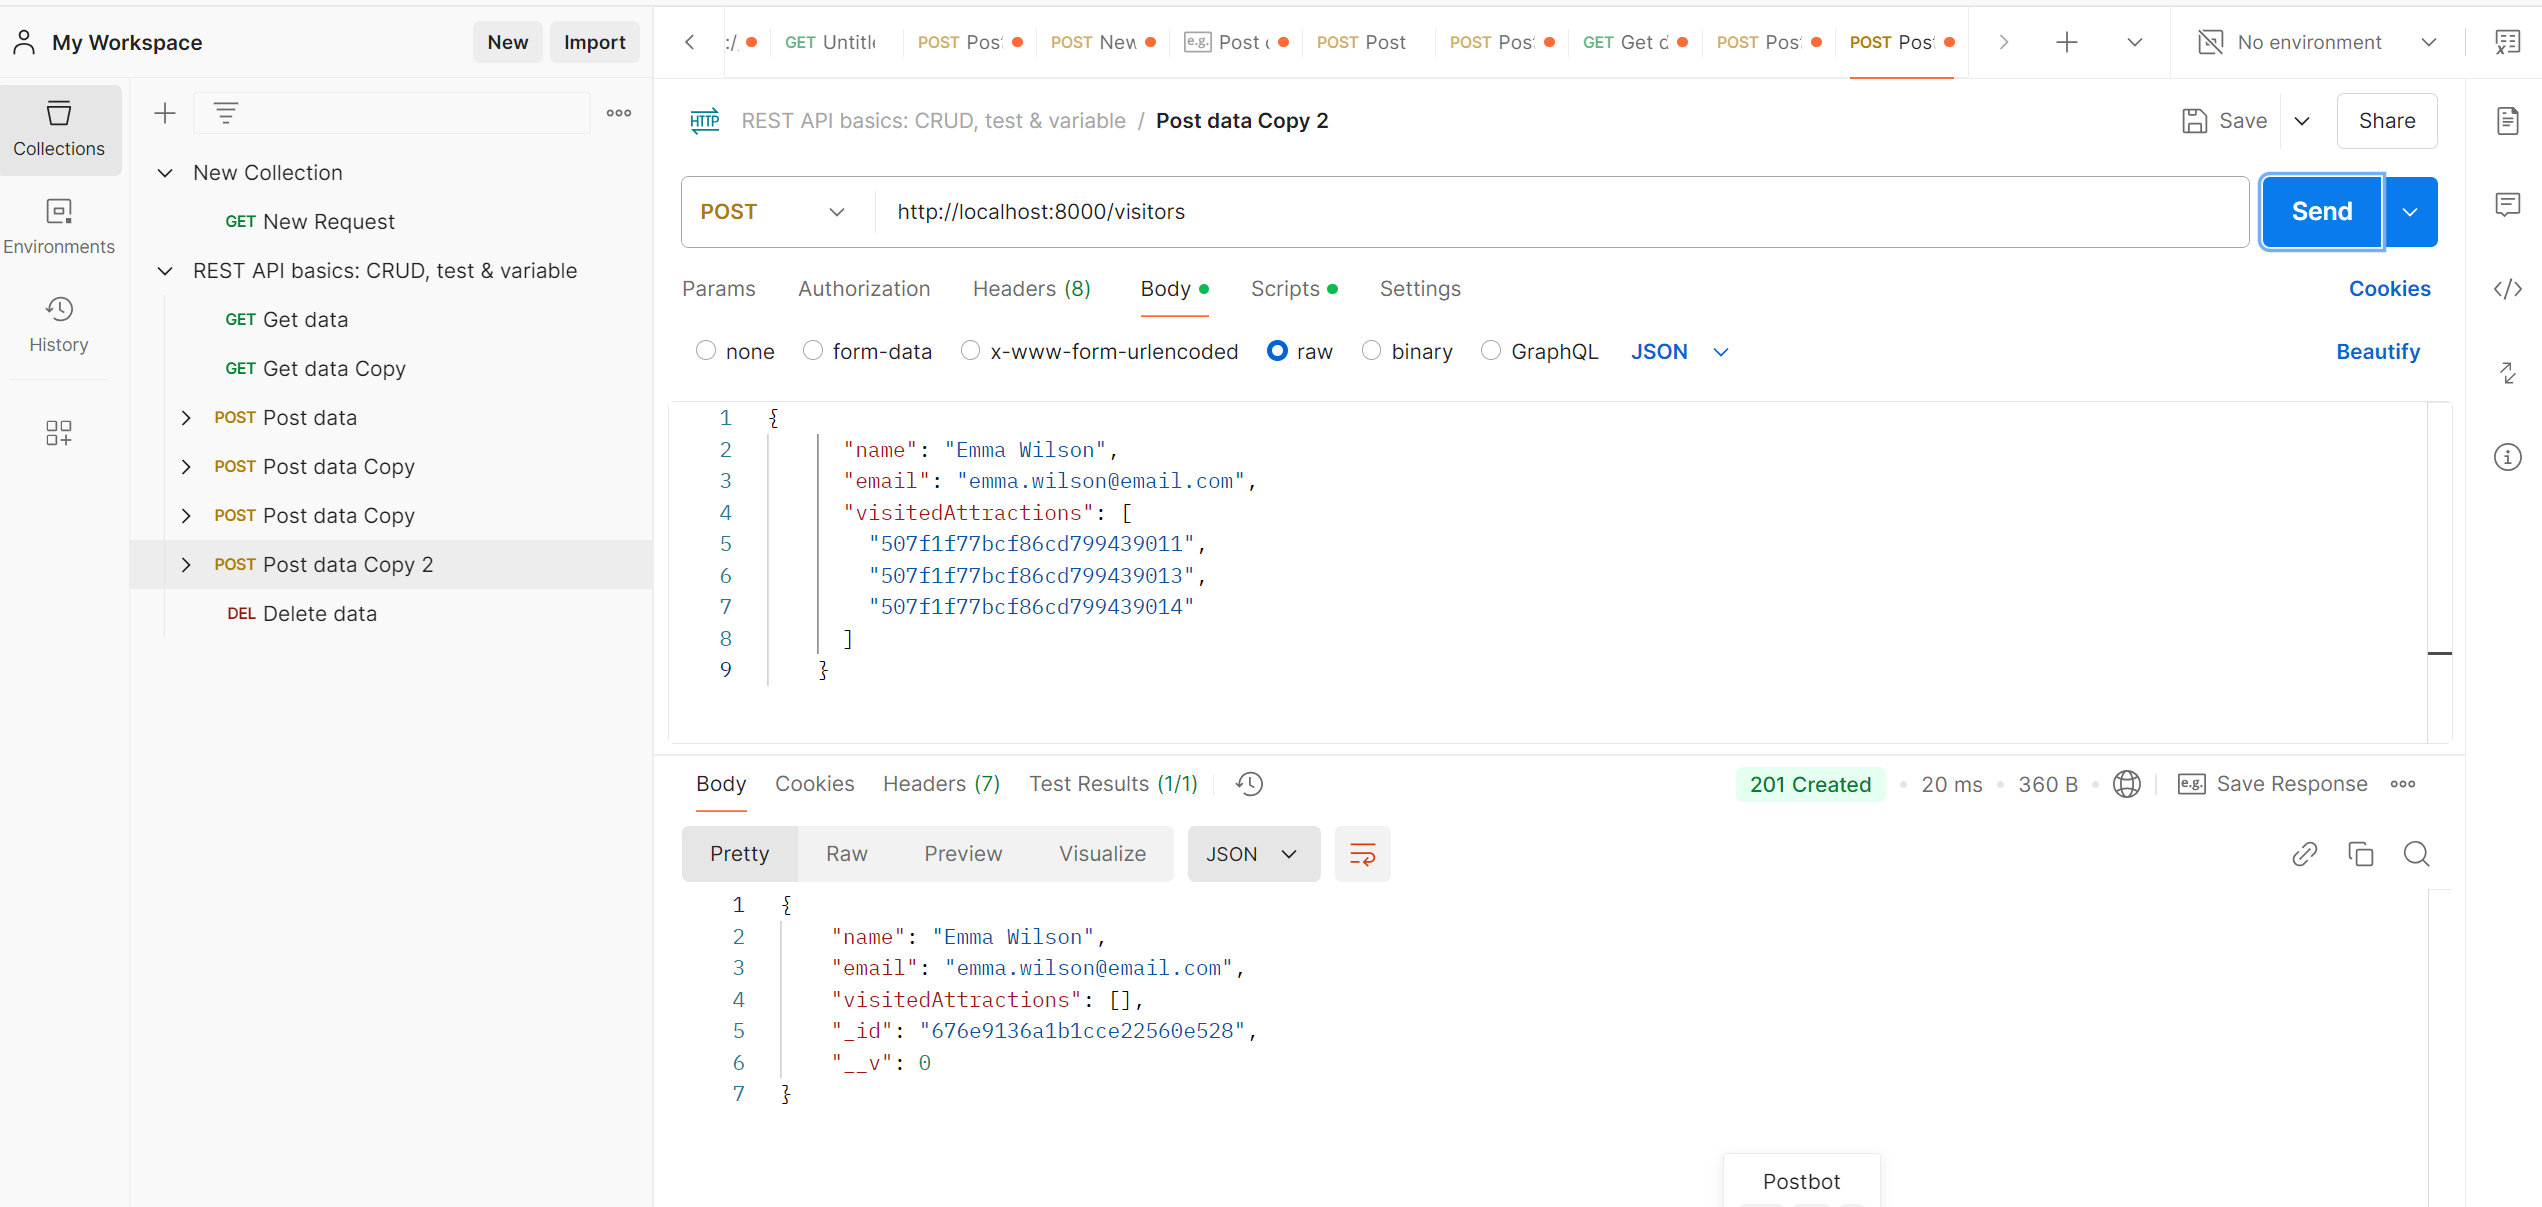 My Workspace
New
Import
:/
GET Untitle
POST Pos
POST New
e.g. Post
POST Post
POST Pos
GET Get
POST Pos
POST Pos
No environment
Collections
Environments
History
New Collection
GET New Request
REST API basics: CRUD, test & variable
GET Get data
GET Get data Copy
POST Post data
POST Post data Copy
POST Post data Copy
POST Post data Copy 2
DEL Delete data
HTTP REST API basics: CRUD, test & variable / Post data Copy 2
Save
Share
POST
http://localhost:8000/visitors
Send
Params Authorization Headers (8) Body Scripts Settings
Cookies
none form-data x-www-form-urlencoded raw binary GraphQL JSON
Beautify
1 {
2 "name": "Emma Wilson",
3 "email": "emma.wilson@email.com",
4 "visitedAttractions": [
5 "507f1f77bcf86cd799439011",
6 "507f1f77bcf86cd799439013",
7 "507f1f77bcf86cd799439014"
8 ]
9 }
Body Cookies Headers (7) Test Results (1/1)
201 Created • 20 ms • 360 B •
e.g. Save Response
Pretty Raw Preview Visualize JSON
1 {
2 "name": "Emma Wilson",
3 "email": "emma.wilson@email.com",
4 "visitedAttractions": [],
5 "_id": "676e9136a1b1cce22560e528",
6 "__v": 0
7 }
Postbot